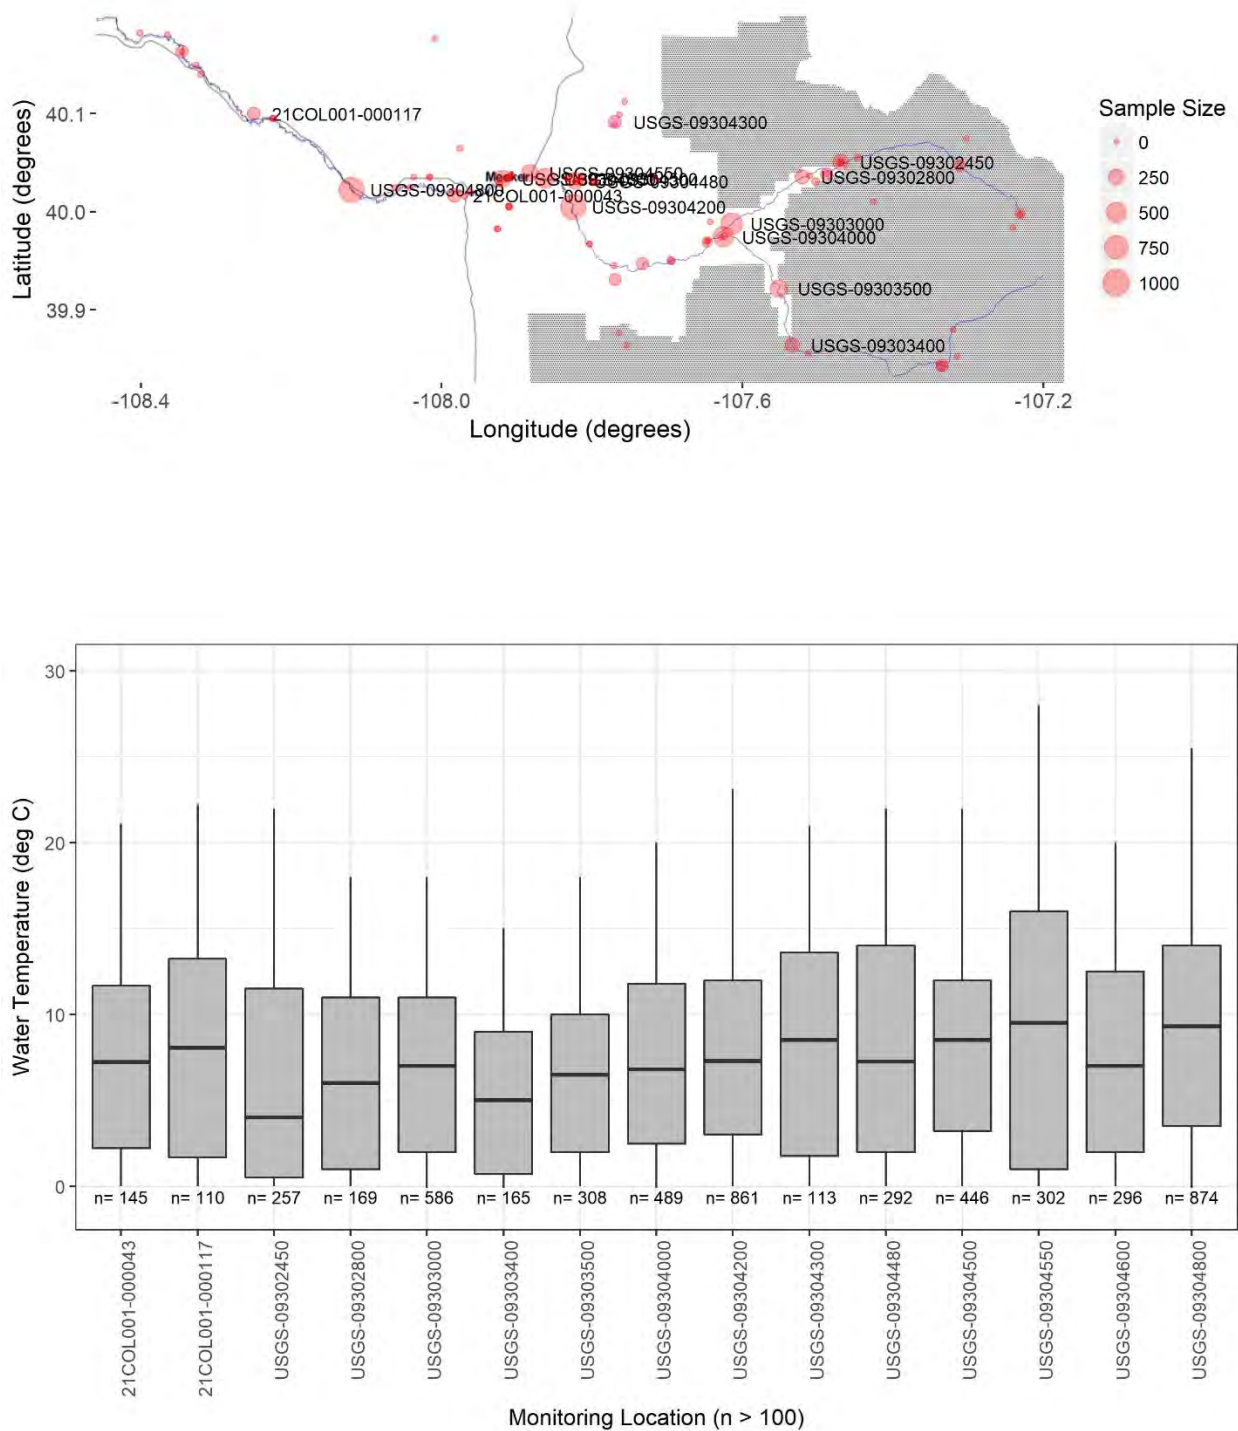 Latitude (degrees)
40.1
40.0
39.9
21COL001-000117
USGS-09304300
USGS-09304550
Meeker
USGS-09304480
USGS-09302450
USGS-09304800
21COL001-000043
USGS-09302800
USGS-09304200
USGS-09303000
USGS-09304000
USGS-09303500
USGS-09303400
-108.4
-108.0
-107.6
-107.2
Longitude (degrees)
Sample Size
0
250
500
750
1000
Water Temperature (deg C)
30
20
10
0
n= 145 n= 110 n= 257 n= 169 n= 586 n= 165 n= 308 n= 489 n= 861 n= 113 n= 292 n= 446 n= 302 n= 296 n= 874
21COL001-000043
21COL001-000117
USGS-09302450
USGS-09302800
USGS-09303000
USGS-09303400
USGS-09303500
USGS-09304000
USGS-09304200
USGS-09304300
USGS-09304480
USGS-09304500
USGS-09304550
USGS-09304600
USGS-09304800
Monitoring Location (n > 100)